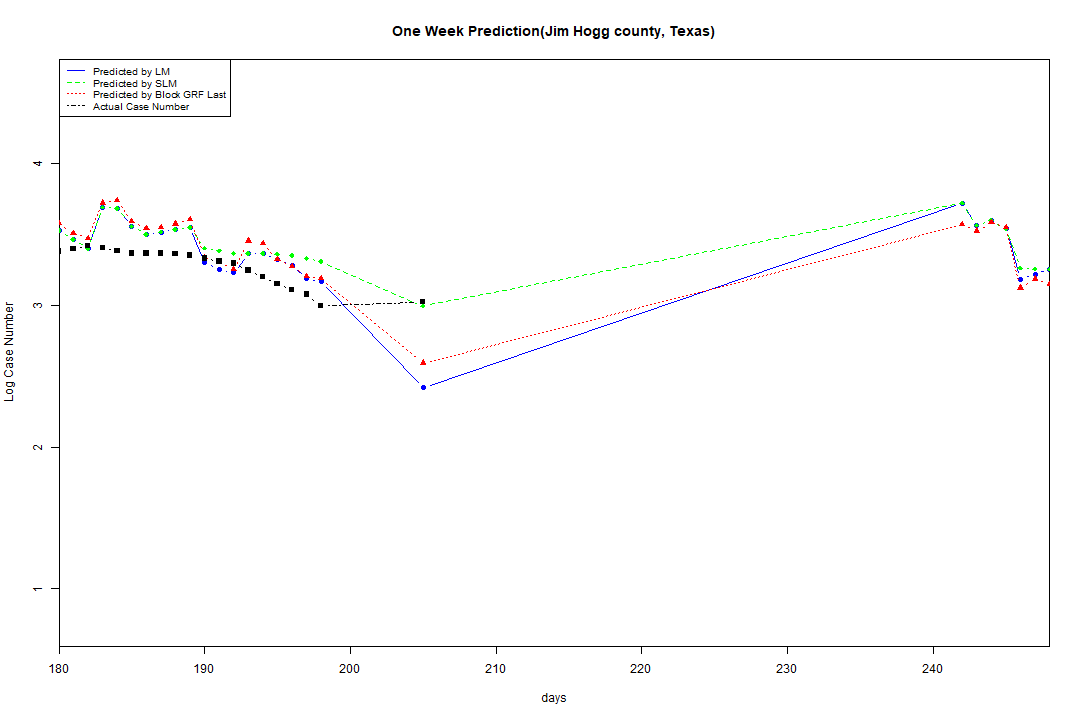 One Week Prediction(Jim Hogg county, Texas)
Predicted by LM
Predicted by SLM
Predicted by Block GRF Last
Actual Case Number
4
3
2
1
Log Case Number
180 190 200 210 220 230 240
days